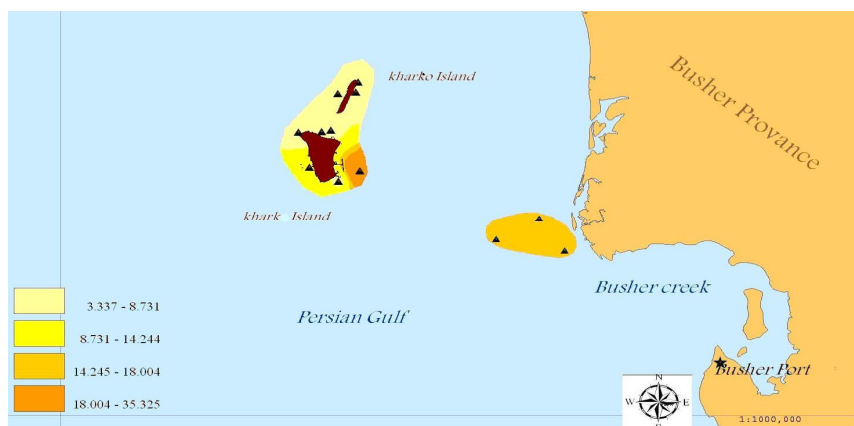 kharko Island
Busher Provance
khark Island
Busher creek
Persian Gulf
3.337 - 8.731
8.731 - 14.244
14.245 - 18.004
18.004 - 35.325
Busher Port
N
W E
1:1000,000